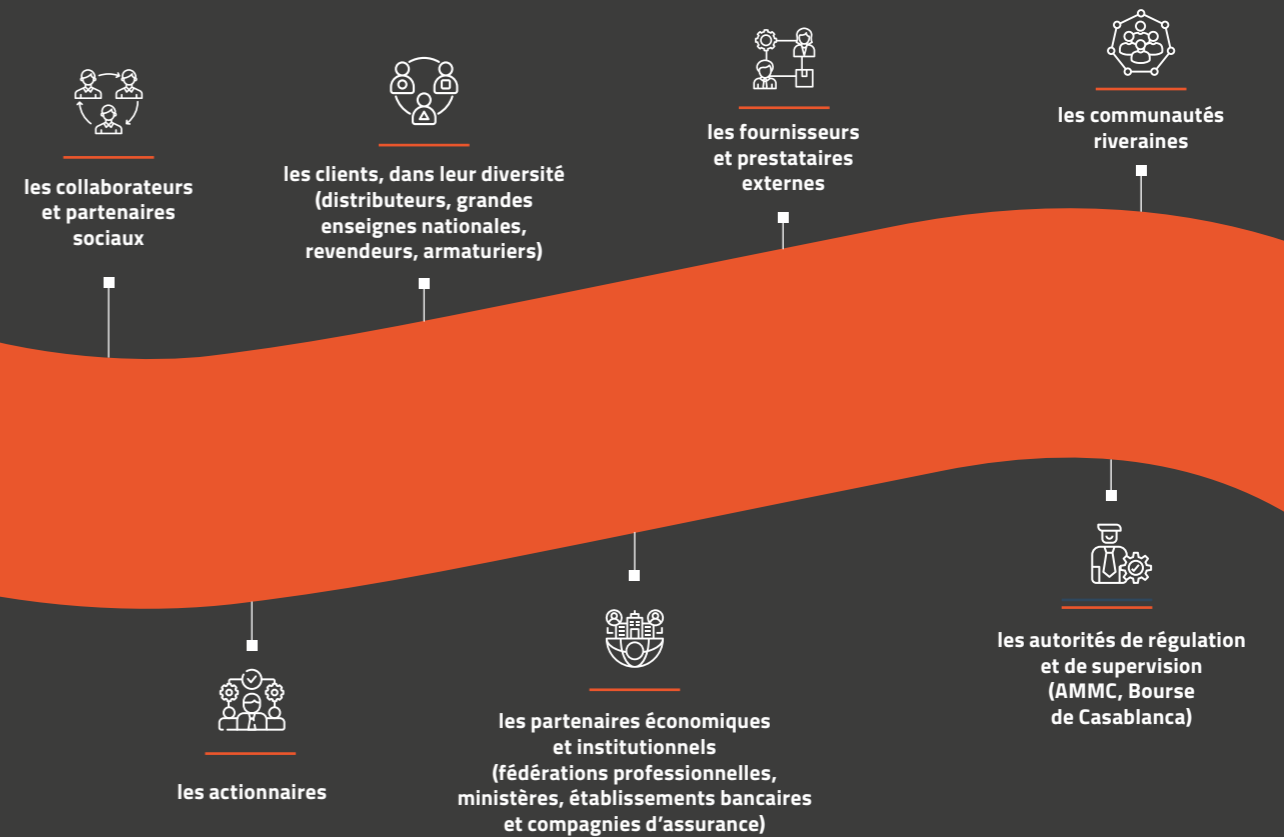 les collaborateurs
et partenaires
sociaux
les clients, dans leur diversité
(distributeurs, grandes
enseignes nationales,
revendeurs, armaturiers)
les fournisseurs
et prestataires
externes
les communautés
riveraines
les actionnaires
les partenaires économiques
et institutionnels
(fédérations professionnelles,
ministères, établissements bancaires
et compagnies d’assurance)
les autorités de régulation
et de supervision
(AMMC, Bourse
de Casablanca)